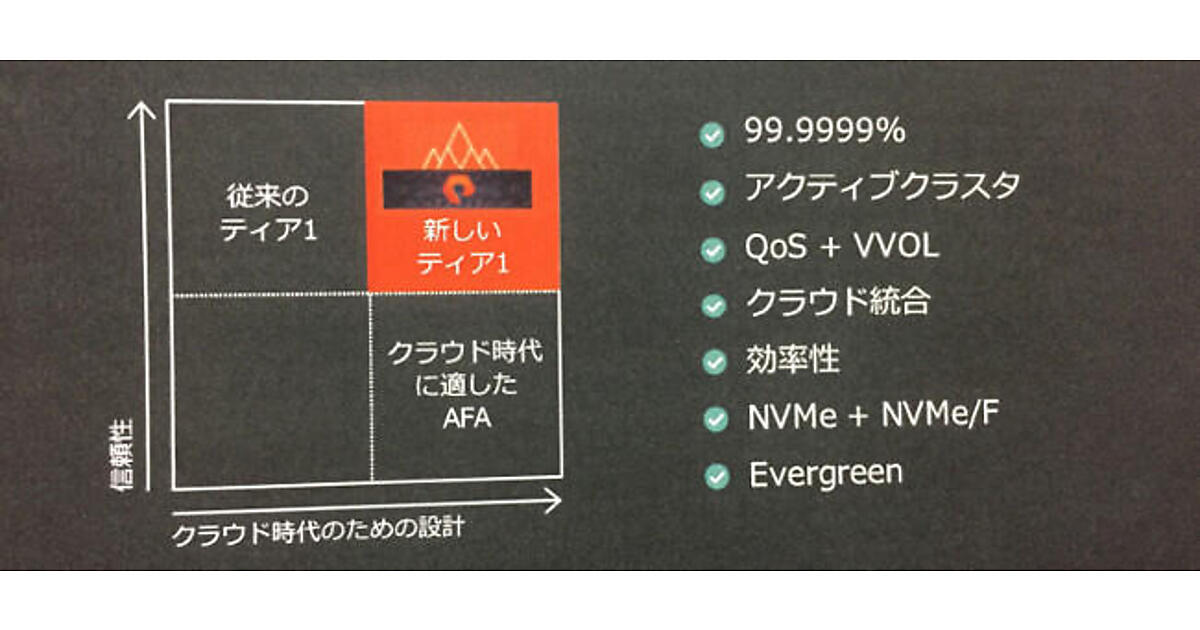 従来の
ティア1
新しい
ティア1
クラウド時代
に適した
AFA
信頼性
クラウド時代のための設計
99.9999%
アクティブクラスタ
QoS + VVOL
クラウド統合
効率性
NVMe + NVMe/F
Evergreen